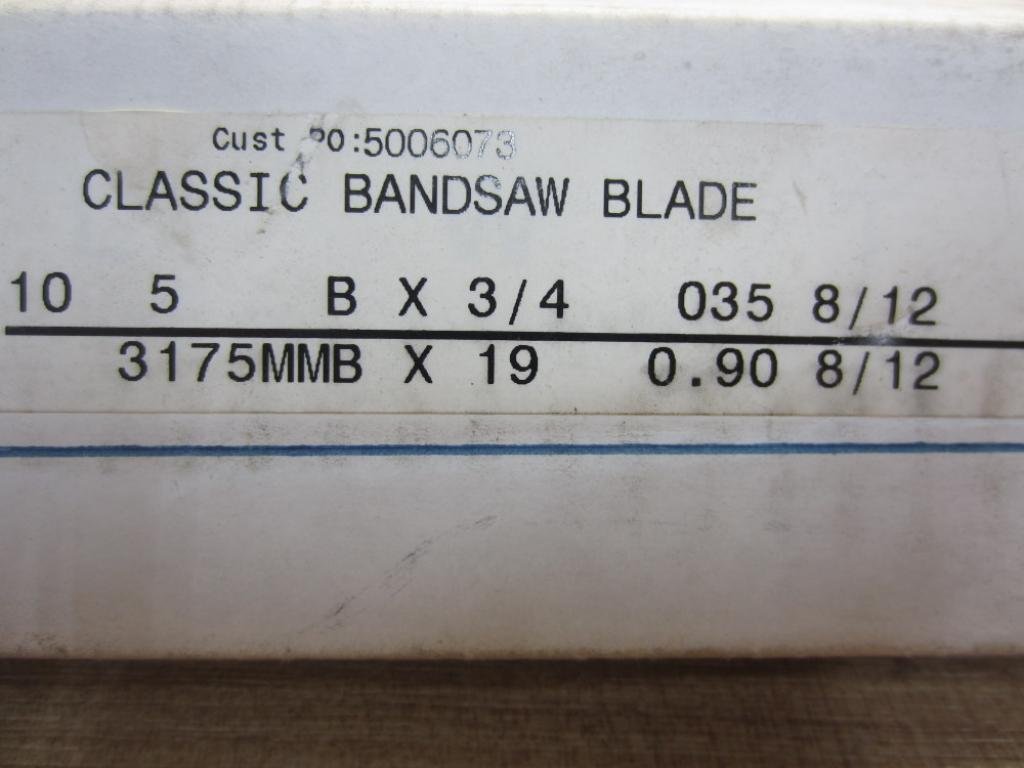 Cust PO:5006073
CLASSIC BANDSAW BLADE
10 5 B X 3/4 035 8/12
3175MMB X 19 0.90 8/12